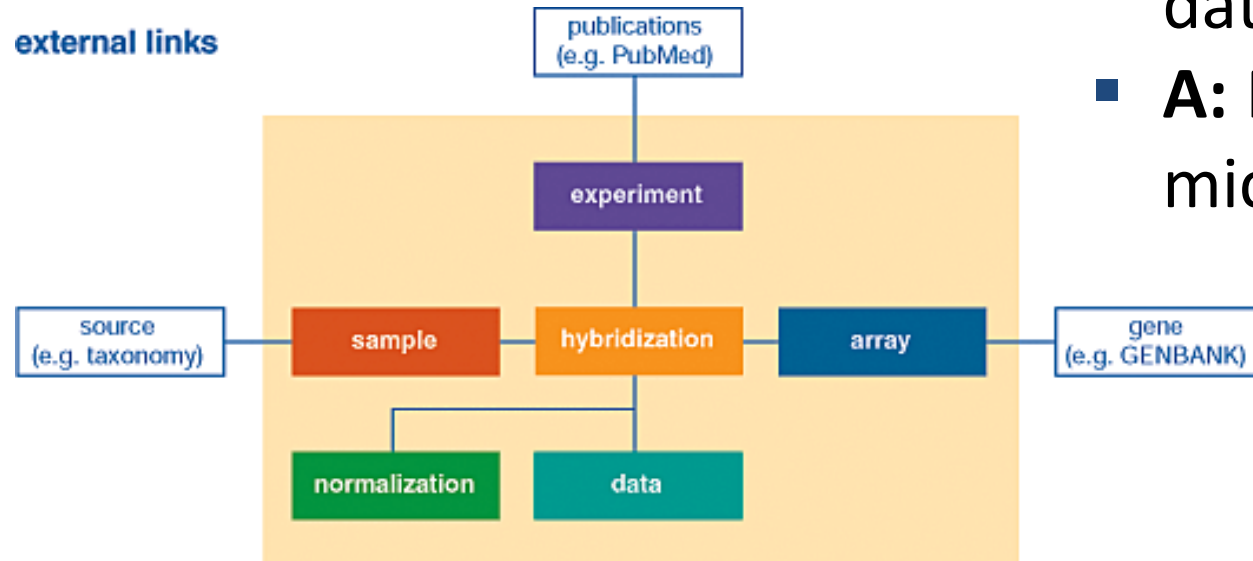 external links
publications
(e.g. PubMed)
experiment
source
(e.g. taxonomy)
sample
hybridization
array
gene
(e.g. GENBANK)
normalization
data
A: